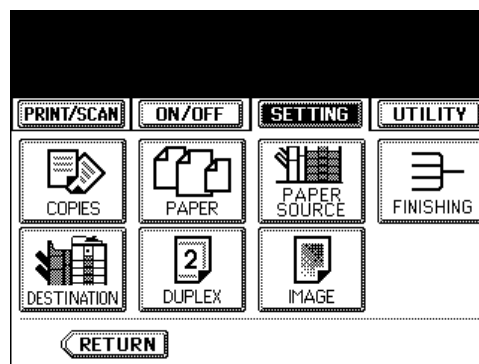 PRINT/SCAN ON/OFF SETTING UTILITY
COPIES PAPER PAPER SOURCE FINISHING
DESTINATION 2 DUPLEX IMAGE
RETURN